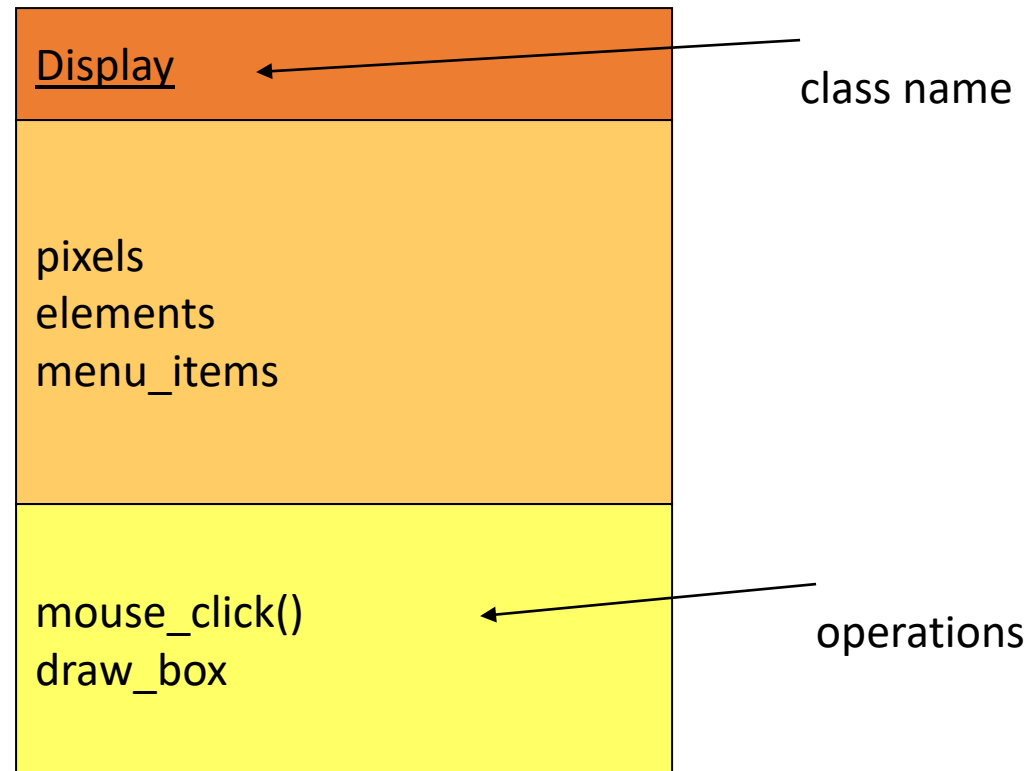 Display
class name
pixels
elements
menu_items
mouse_click()
draw_box
operations